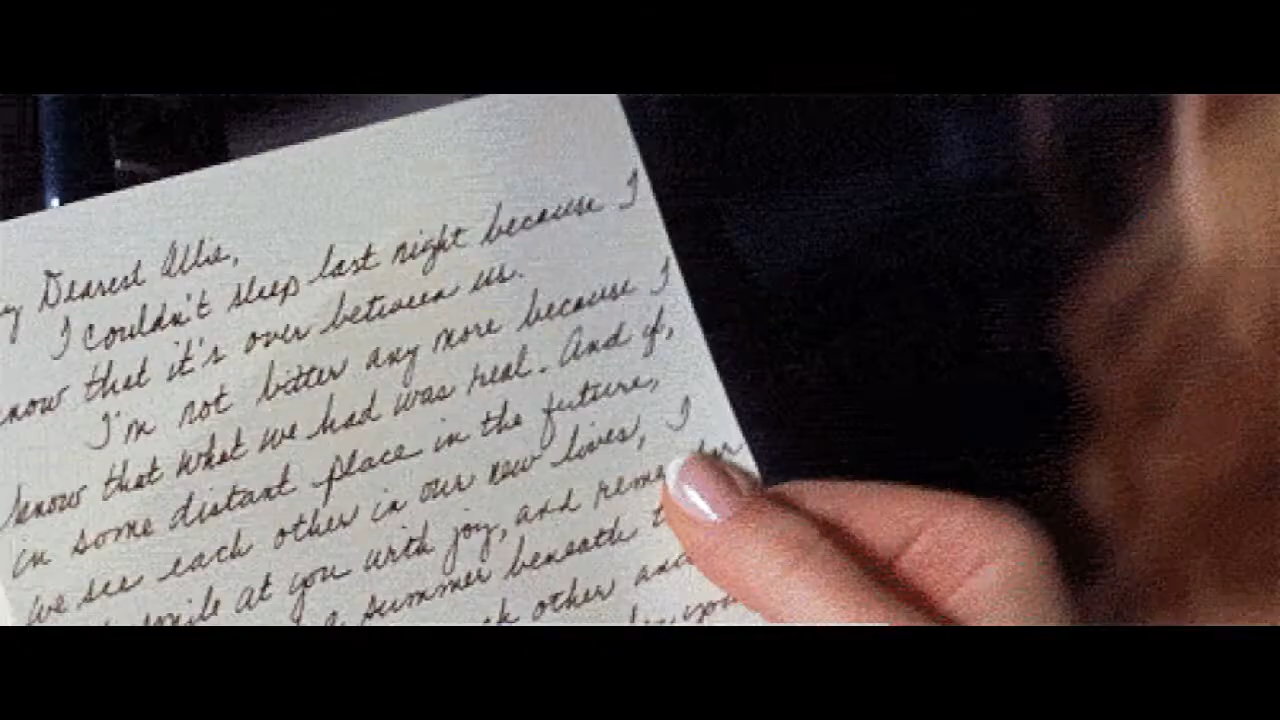 Dearest Allie,
I couldn't sleep last night because I
know that it's over between us.
I'm not bitter any more because I
know that what we had was real. And if,
in some distant place in the future,
we see each other in our new lives, I
smile at you with joy, and
a summer beneath
other and